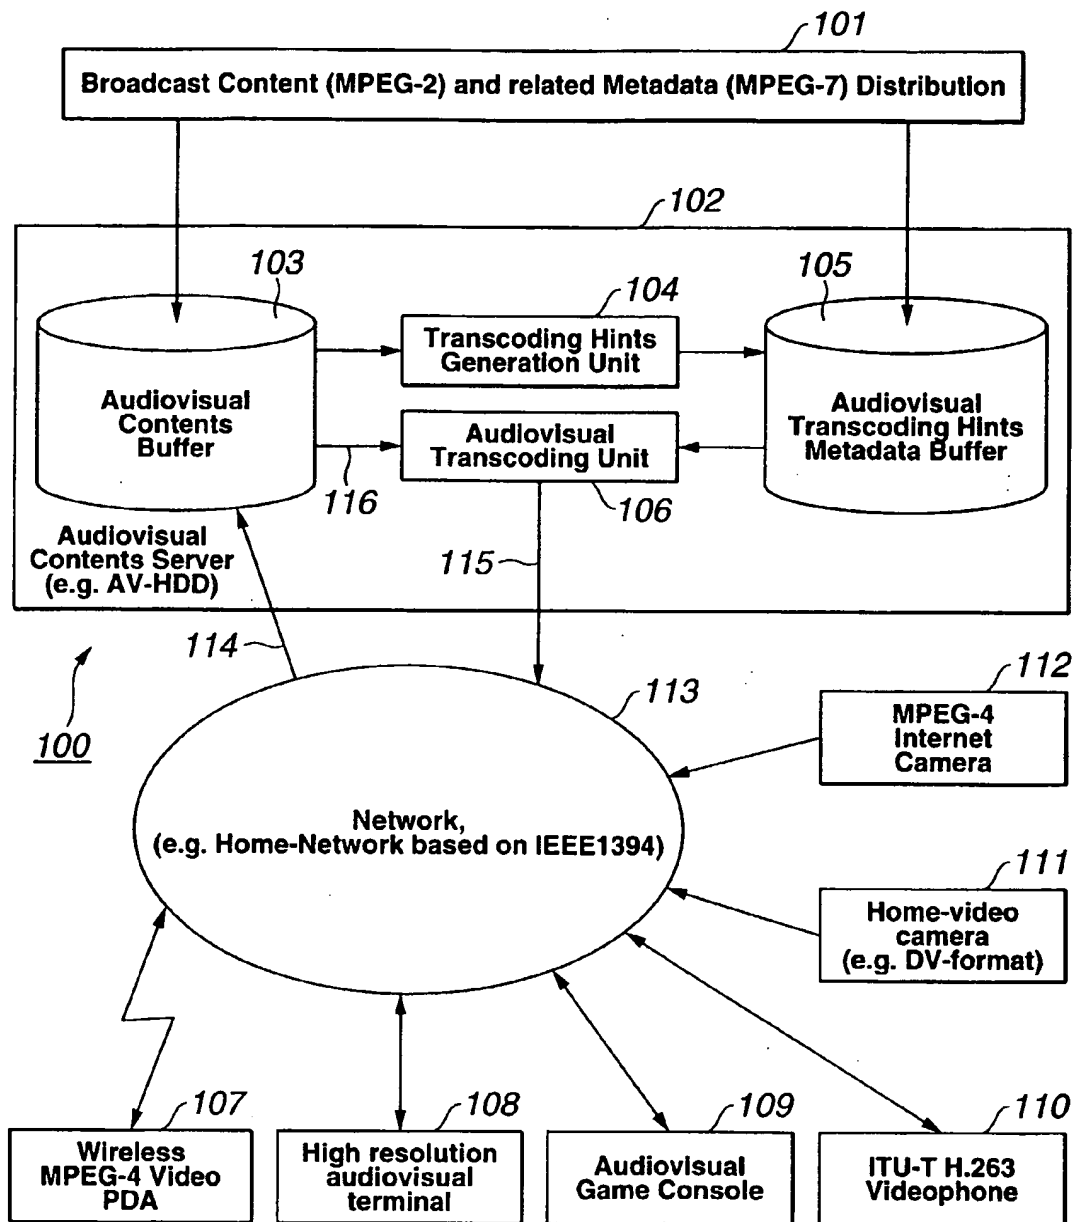 101
Broadcast Content (MPEG-2) and related Metadata (MPEG-7) Distribution
102
103
104
105
Transcoding Hints
Generation Unit
Audiovisual
Contents
Buffer
Audiovisual
Transcoding Unit
Audiovisual
Transcoding Hints
Metadata Buffer
116
106
Audiovisual
Contents Server
(e.g. AV-HDD)
115
114
100
113
112
MPEG-4
Internet
Camera
Network,
(e.g. Home-Network based on IEEE1394)
111
Home-video
camera
(e.g. DV-format)
107
Wireless
MPEG-4 Video
PDA
108
High resolution
audiovisual
terminal
109
Audiovisual
Game Console
110
ITU-T H.263
Videophone